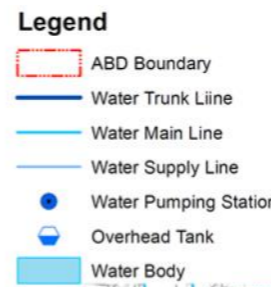 Legend
ABD Boundary
Water Trunk Liine
Water Main Line
Water Supply Line
Water Pumping Station
Overhead Tank
Water Body